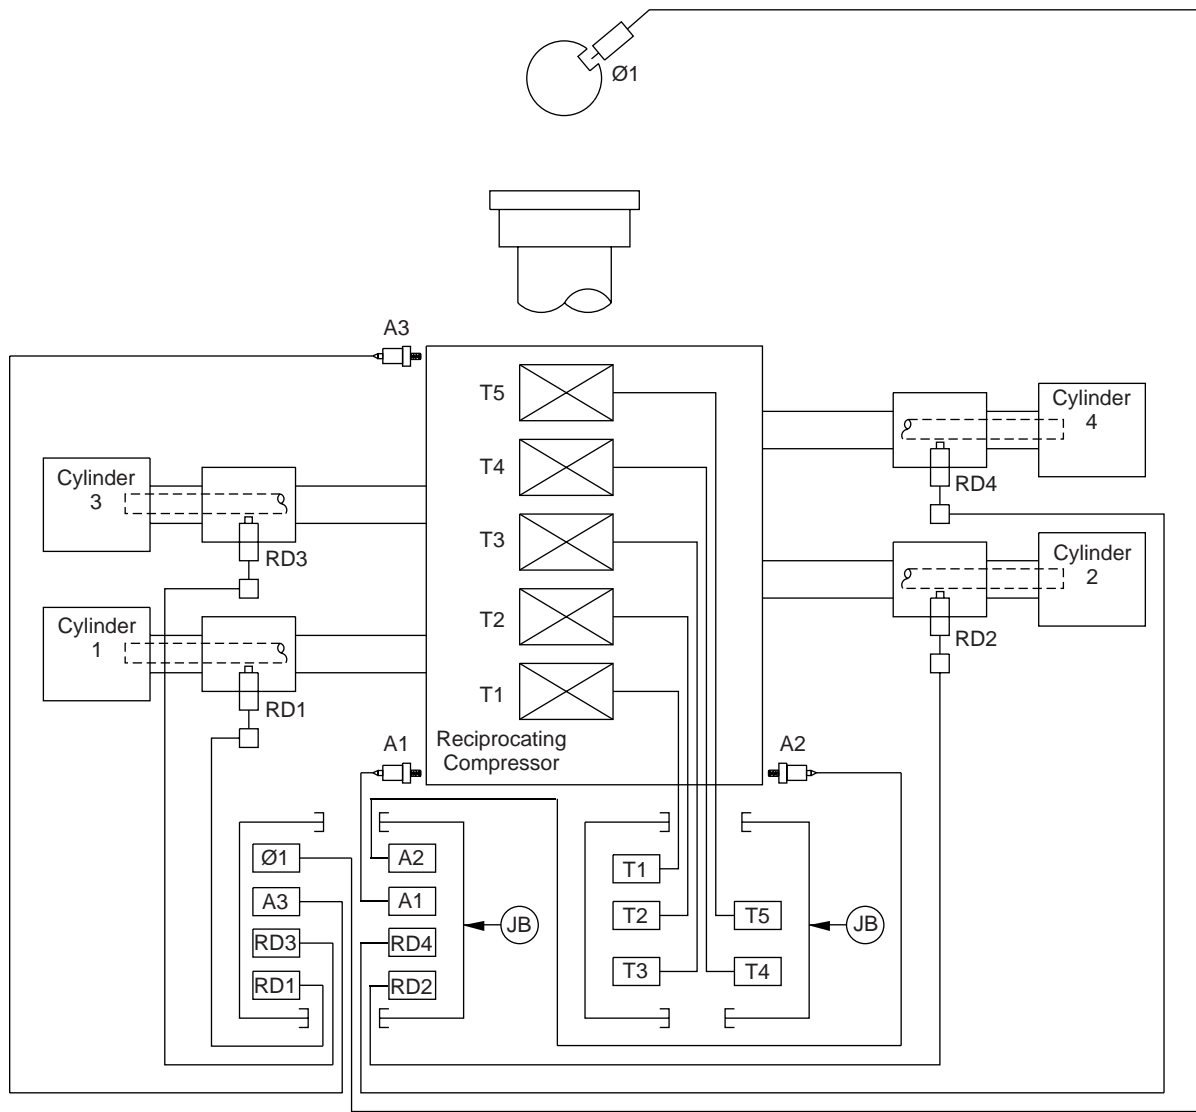 Ø1
A3
T5
Cylinder
4
T4
RD4
Cylinder
3
T3
RD3
Cylinder
2
Cylinder
1
T2
RD2
T1
RD1
A1
Reciprocating
Compressor
A2
Ø1
A2
T1
A3
A1
JB
T2
T5
JB
RD3
RD4
T3
T4
RD1
RD2